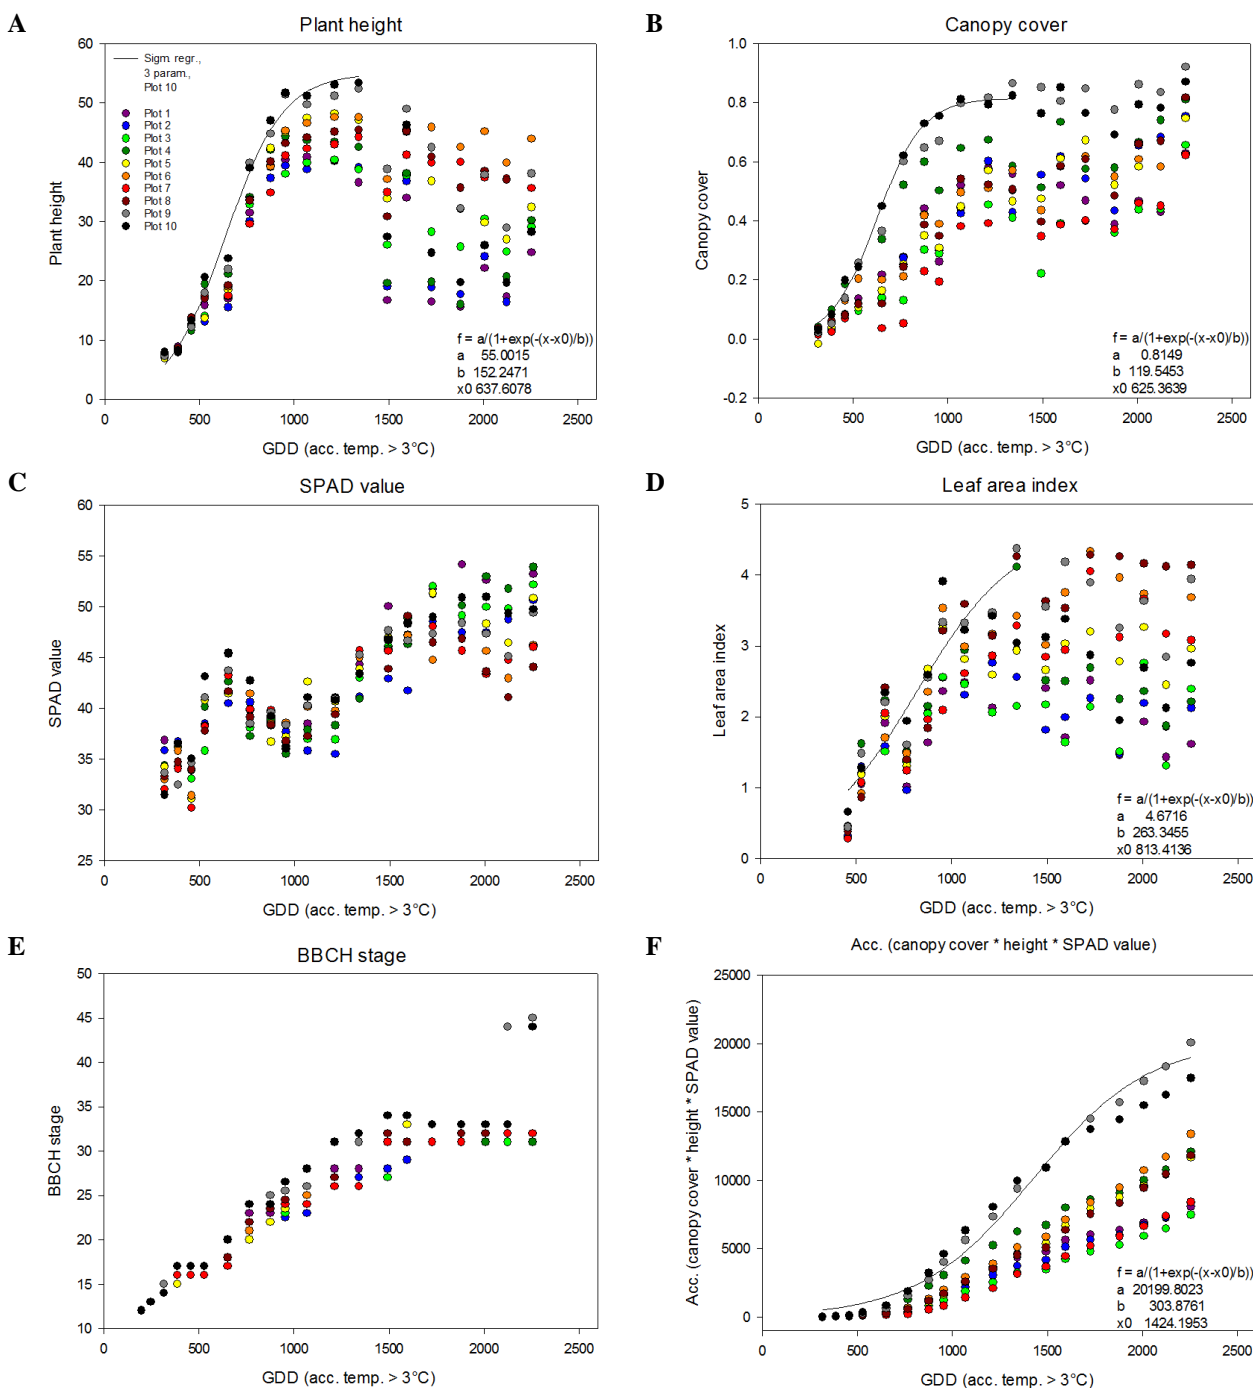 A
Plant height
60
50
40
30
20
10
0
Plant height
Sigm. regr.,
3 param.,
Plot 10
Plot 1
Plot 2
Plot 3
Plot 4
Plot 5
Plot 6
Plot 7
Plot 8
Plot 9
Plot 10
f = a/(1+exp(-(x-x0)/b))
a 55.0015
b 152.2471
x0 637.6078
0 500 1000 1500 2000 2500
GDD (acc. temp. > 3°C)
B
Canopy cover
1.0
0.8
0.6
0.4
0.2
0.0
-0.2
Canopy cover
f = a/(1+exp(-(x-x0)/b))
a 0.8149
b 119.5453
x0 625.3639
0 500 1000 1500 2000 2500
GDD (acc. temp. > 3°C)
C
SPAD value
60
55
50
45
40
35
30
25
SPAD value
0 500 1000 1500 2000 2500
GDD (acc. temp. > 3°C)
D
Leaf area index
5
4
3
2
1
0
Leaf area index
f = a/(1+exp(-(x-x0)/b))
a 4.6716
b 263.3455
x0 813.4136
0 500 1000 1500 2000 2500
GDD (acc. temp. > 3°C)
E
BBCH stage
50
45
40
35
30
25
20
15
10
BBCH stage
0 500 1000 1500 2000 2500
GDD (acc. temp. > 3°C)
F
Acc. (canopy cover * height * SPAD value)
25000
20000
15000
10000
5000
0
Acc. (canopy cover * height * SPAD value)
f = a/(1+exp(-(x-x0)/b))
a 20199.8023
b 303.8761
x0 1424.1953
0 500 1000 1500 2000 2500
GDD (acc. temp. > 3°C)